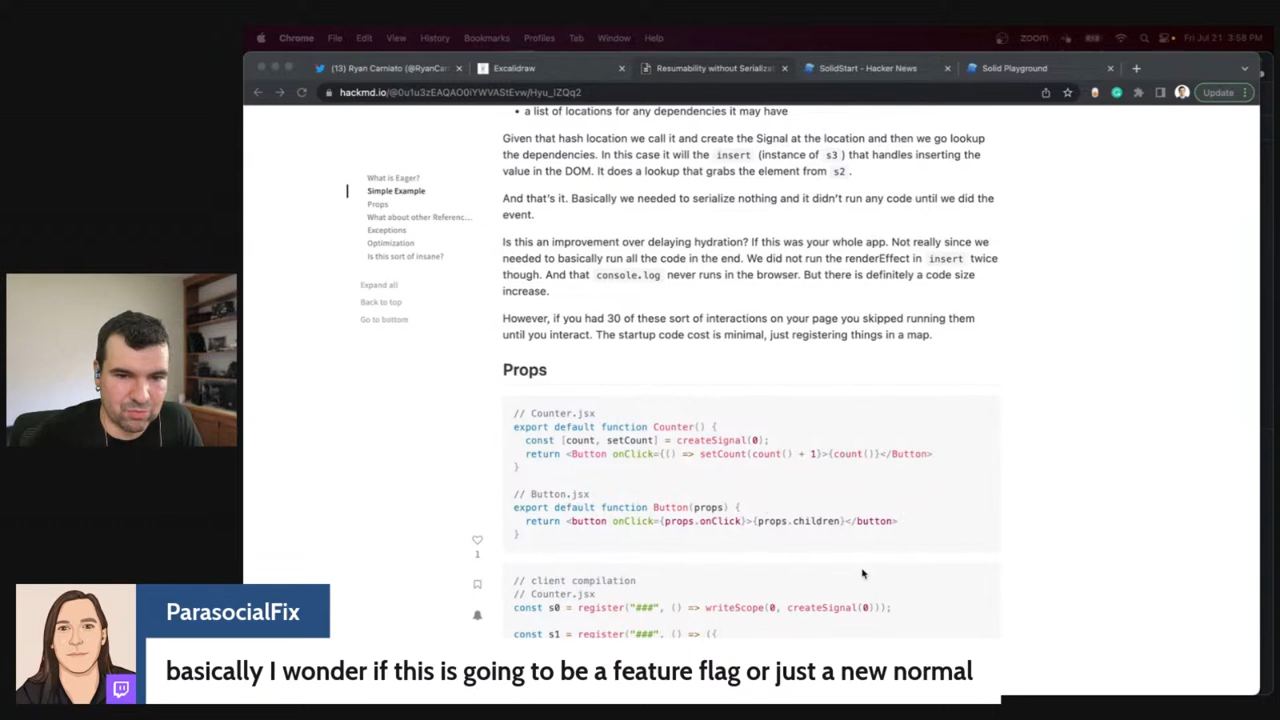 Chrome File Edit View History Bookmarks Profiles Tab Window Help zoom Fri Jul 21 3:58 PM
(13) Ryan Carniato (@RyanCar Excalidraw Resumability without Serializat SolidStart - Hacker News Solid Playground
hackmd.io/@0u1u3zEAQAO0iYWVAStEvw/Hyu_IZQq2 Update
• a list of locations for any dependencies it may have
Given that hash location we call it and create the Signal at the location and then we go lookup
the dependencies. In this case it will the insert (instance of s3 ) that handles inserting the
value in the DOM. It does a lookup that grabs the element from s2 .
And that's it. Basically we needed to serialize nothing and it didn't run any code until we did the
event.
Is this an improvement over delaying hydration? If this was your whole app. Not really since we
needed to basically run all the code in the end. We did not run the renderEffect in insert twice
though. And that console.log never runs in the browser. But there is definitely a code size
increase.
However, if you had 30 of these sort of interactions on your page you skipped running them
until you interact. The startup code cost is minimal, just registering things in a map.
What is Eager?
Simple Example
Props
What about other Referenc...
Exceptions
Optimization
Is this sort of insane?
Expand all
Back to top
Go to bottom
Props
// Counter.jsx
export default function Counter() {
const [count, setCount] = createSignal(0);
return <Button onClick={() => setCount(count() + 1)}>{count()}</Button>
}
// Button.jsx
export default function Button(props) {
return <button onClick={props.onClick}>{props.children}</button>
}
1
// client compilation
// Counter.jsx
const s0 = register("###", () => writeScope(0, createSignal(0)));
const s1 = register("###", () => ({
ParasocialFix
basically I wonder if this is going to be a feature flag or just a new normal